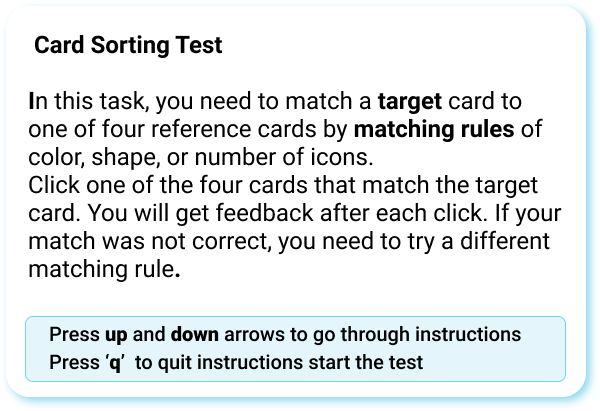 Card Sorting Test
In this task, you need to match a target card to
one of four reference cards by matching rules of
color, shape, or number of icons.
Click one of the four cards that match the target
card. You will get feedback after each click. If your
match was not correct, you need to try a different
matching rule.
Press up and down arrows to go through instructions
Press ‘q’ to quit instructions start the test